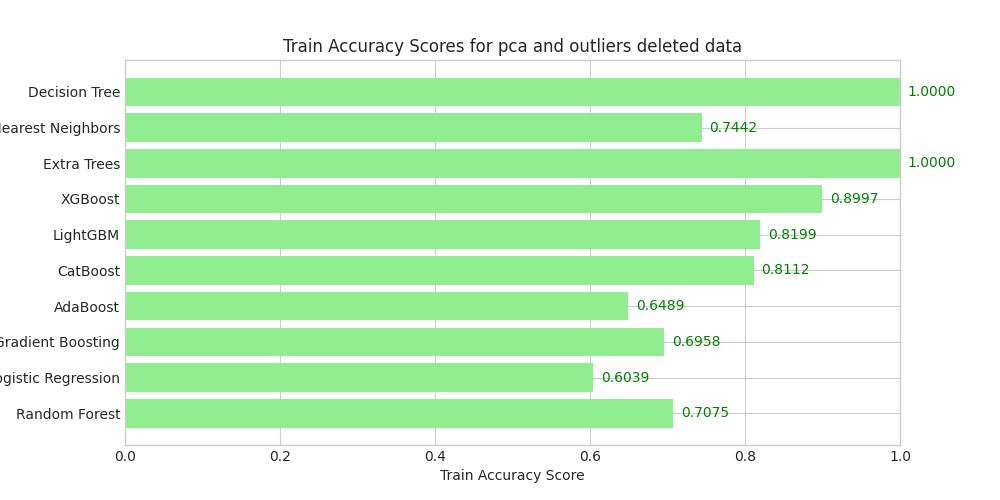 Train Accuracy Scores for pca and outliers deleted data
Decision Tree 1.0000
Nearest Neighbors 0.7442
Extra Trees 1.0000
XGBoost 0.8997
LightGBM 0.8199
CatBoost 0.8112
AdaBoost 0.6489
Gradient Boosting 0.6958
ogistic Regression 0.6039
Random Forest 0.7075
0.0 0.2 0.4 0.6 0.8 1.0
Train Accuracy Score